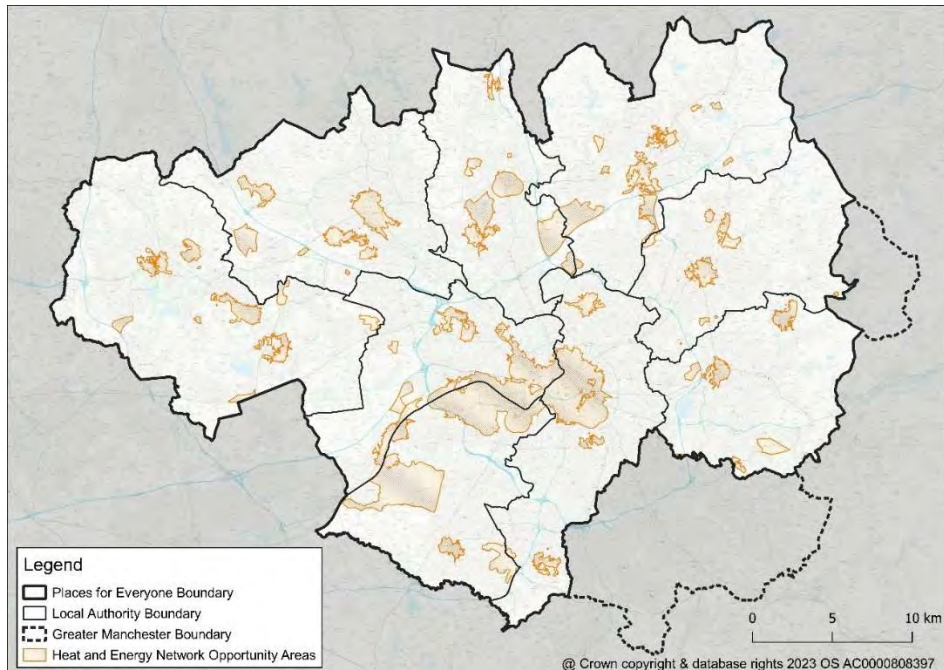 Legend
Places for Everyone Boundary
Local Authority Boundary
Greater Manchester Boundary
Heat and Energy Network Opportunity Areas
0 5 10 km
@ Crown copyright & database rights 2023 OS AC0000808397